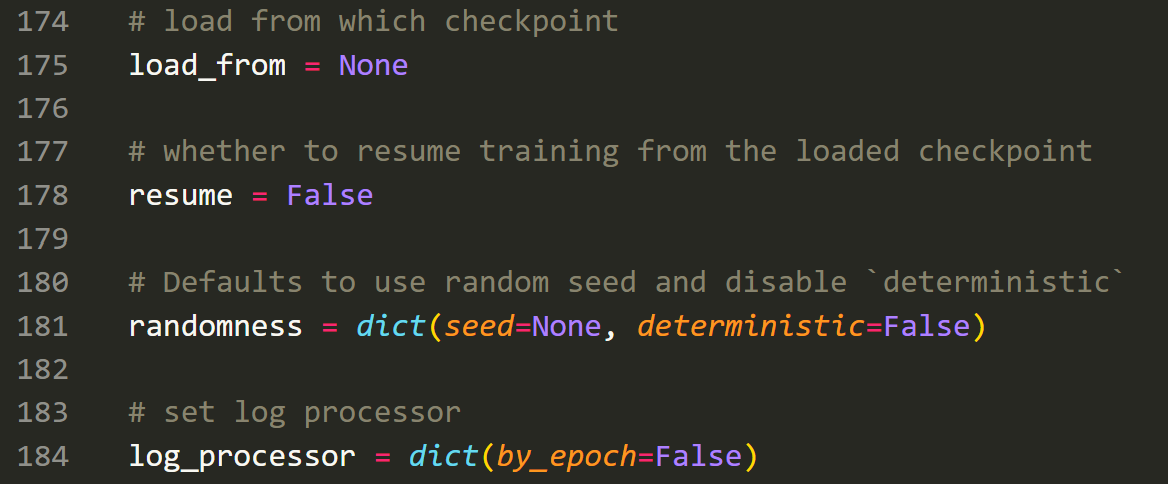 174 # load from which checkpoint
175 load_from = None
176
177 # whether to resume training from the loaded checkpoint
178 resume = False
179
180 # Defaults to use random seed and disable `deterministic`
181 randomness = dict(seed=None, deterministic=False)
182
183 # set log processor
184 log_processor = dict(by_epoch=False)